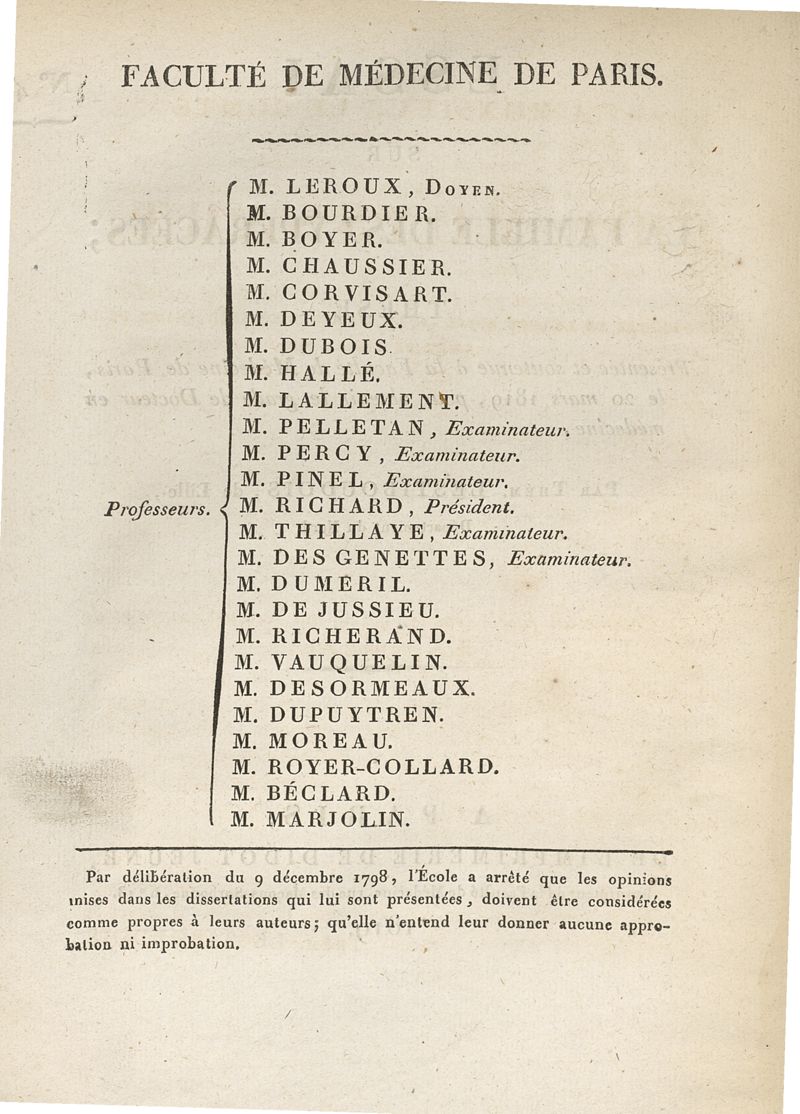 FACULTÉ DE MÉDECINE DE PARIS.
M. LEROUX, Doyen.
M. BOURDIER.
M. BOYER.
M. CHAUSSIER.
M. CORVISART.
M. DEYEUX.
M. DUBOIS.
M. HALLÉ.
M. LALLEMENT.
M. PELLETAN, Examinateur.
M. PERCY, Examinateur.
M. PINEL, Examinateur.
Professeurs. M. RICHARD, Président.
M. THILLAYE, Examinateur.
M. DES GENETTES, Examinateur.
M. DUMÉRIL.
M. DE JUSSIEU.
M. RICHERAND.
M. VAUQUELIN.
M. DESORMEAUX.
M. DUPUYTREN.
M. MOREAU.
M. ROYER-COLLARD.
M. BÉCLARD.
M. MARJOLIN.
Par délibération du 9 décembre 1798, l'École a arrêté que les opinions
mises dans les dissertations qui lui sont présentées, doivent être considérées
comme propres à leurs auteurs; qu'elle n'entend leur donner aucune appro-
bation ni improbation.